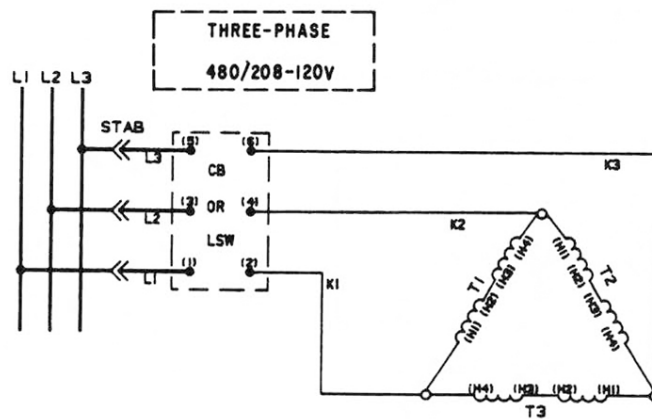 THREE-PHASE
480/208-120V
L1 L2 L3
STAB
(5) (6)
L3 CB K3
(3) OR (4)
L2 K2
LSW
(1) (2)
L1 K1
T1 (H1) (H2) (H3) (H4)
T2 (H1) (H2) (H3) (H4)
(H4) (H3) (H2) (H1)
T3